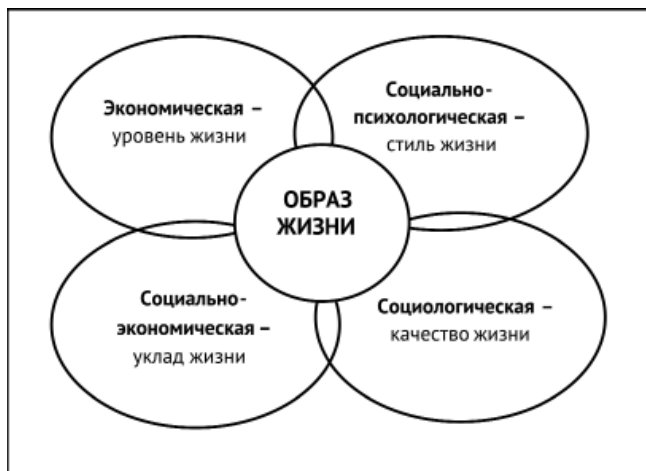 Экономическая –
уровень жизни
Социально-
психологическая –
стиль жизни
ОБРАЗ
ЖИЗНИ
Социально-
экономическая –
уклад жизни
Социологическая –
качество жизни